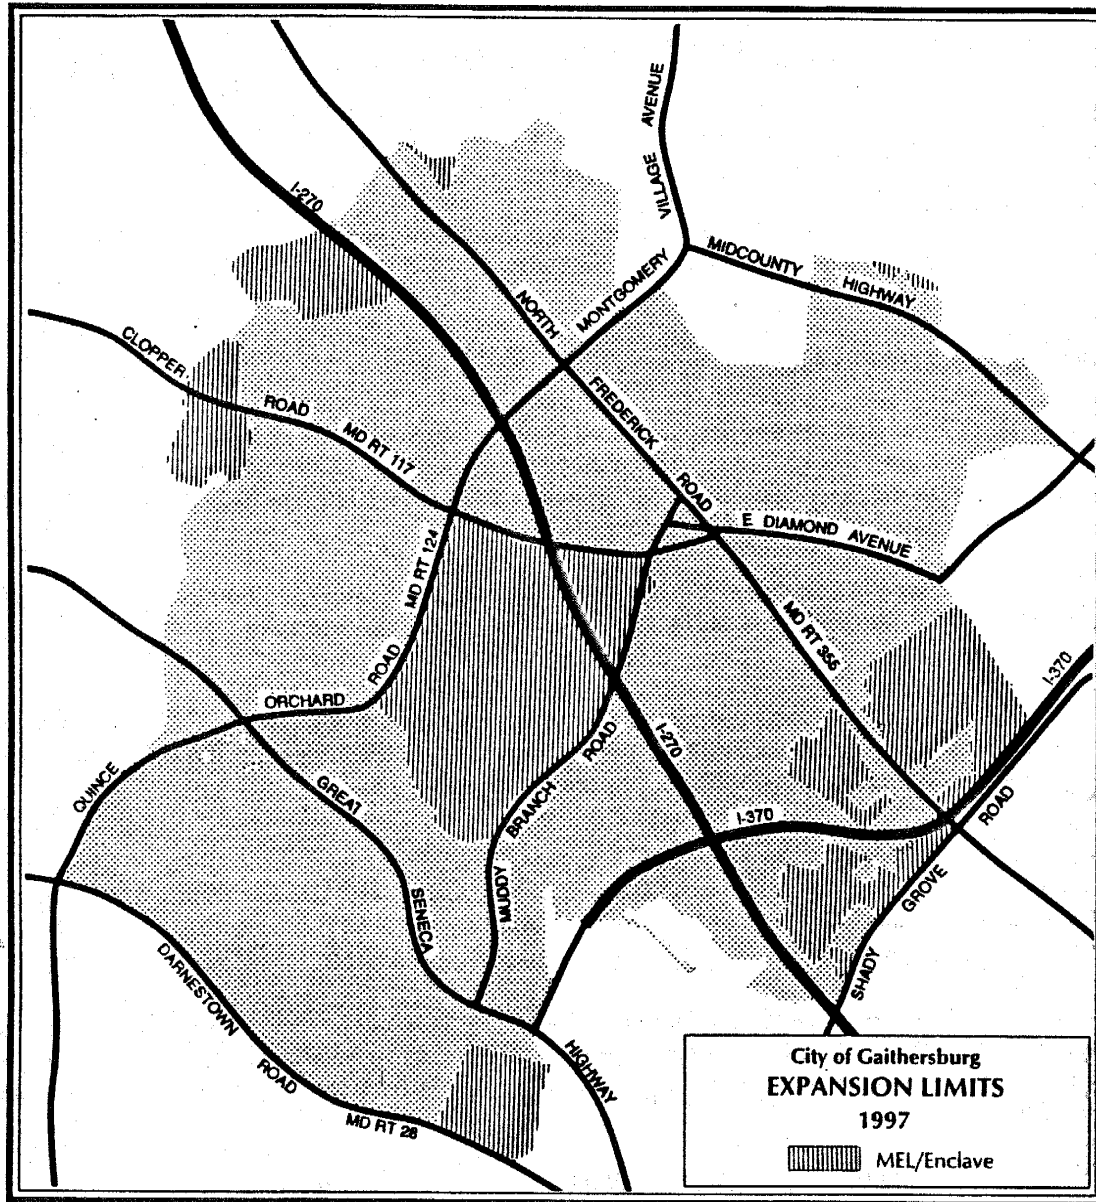 VILLAGE AVENUE
I-270
MIDCOUNTY HIGHWAY
NORTH
MONTGOMERY
CLOPPER ROAD
MD RT 117
FREDERICK ROAD
E DIAMOND AVENUE
MD RT 124
MD RT 355
ORCHARD ROAD
I-370
QUINCE
GREAT
BRANCH ROAD
I-270
I-370
MUDDY
SENECA
SHADY GROVE ROAD
DARNESTOWN ROAD
MD RT 28
HIGHWAY
City of Gaithersburg
EXPANSION LIMITS
1997
MEL/Enclave